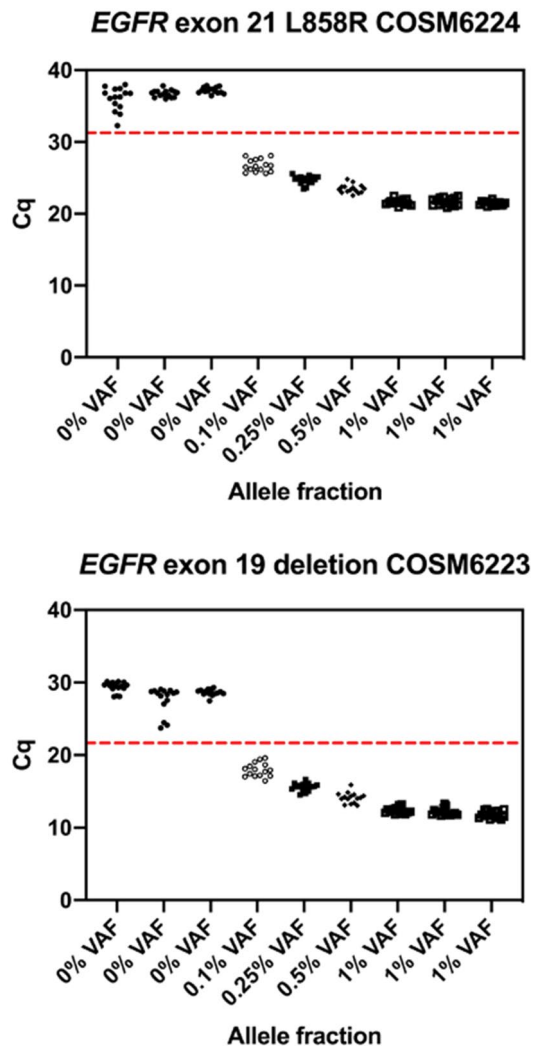 EGFR exon 21 L858R COSM6224
40
30
20
10
0
Cq
0% VAF
0% VAF
0% VAF
0.1% VAF
0.25% VAF
0.5% VAF
1% VAF
1% VAF
1% VAF
Allele fraction
EGFR exon 19 deletion COSM6223
40
30
20
10
0
Cq
0% VAF
0% VAF
0% VAF
0.1% VAF
0.25% VAF
0.5% VAF
1% VAF
1% VAF
1% VAF
Allele fraction